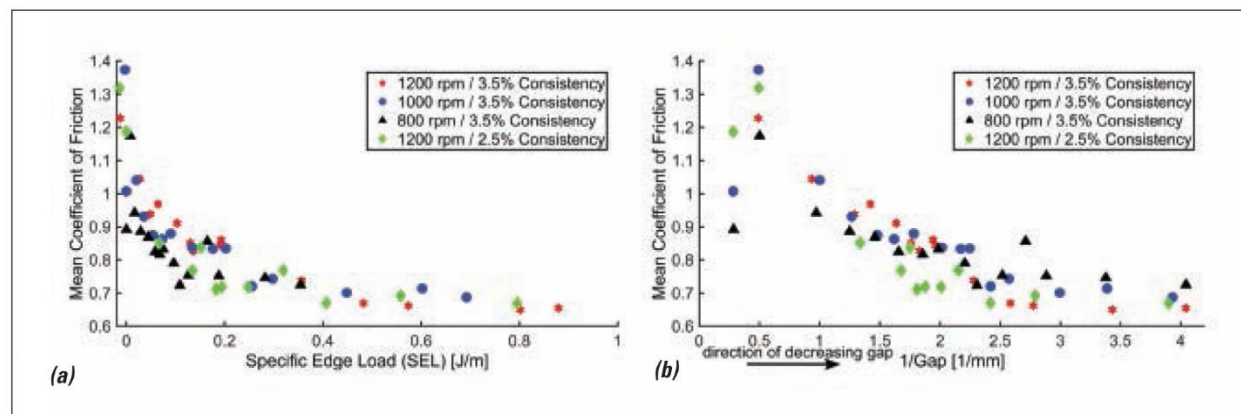 1.4
1.3
1.2
1.1
1
0.9
0.8
0.7
0.6
Mean Coefficient of Friction
1200 rpm / 3.5% Consistency
1000 rpm / 3.5% Consistency
800 rpm / 3.5% Consistency
1200 rpm / 2.5% Consistency
0 0.2 0.4 0.6 0.8 1
Specific Edge Load (SEL) [J/m]
(a)
1.4
1.3
1.2
1.1
1
0.9
0.8
0.7
0.6
Mean Coefficient of Friction
1200 rpm / 3.5% Consistency
1000 rpm / 3.5% Consistency
800 rpm / 3.5% Consistency
1200 rpm / 2.5% Consistency
0 0.5 1 1.5 2 2.5 3 3.5 4
direction of decreasing gap
1/Gap [1/mm]
(b)